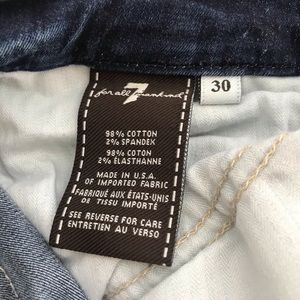 7
for all mankind
30
98% COTTON
2% SPANDEX
98% COTON
2% ÉLASTHANNE
MADE IN U.S.A.
OF IMPORTED FABRIC
FABRIQUÉ AUX ÉTATS-UNIS
DE TISSU IMPORTÉ
SEE REVERSE FOR CARE
ENTRETIEN AU VERSO